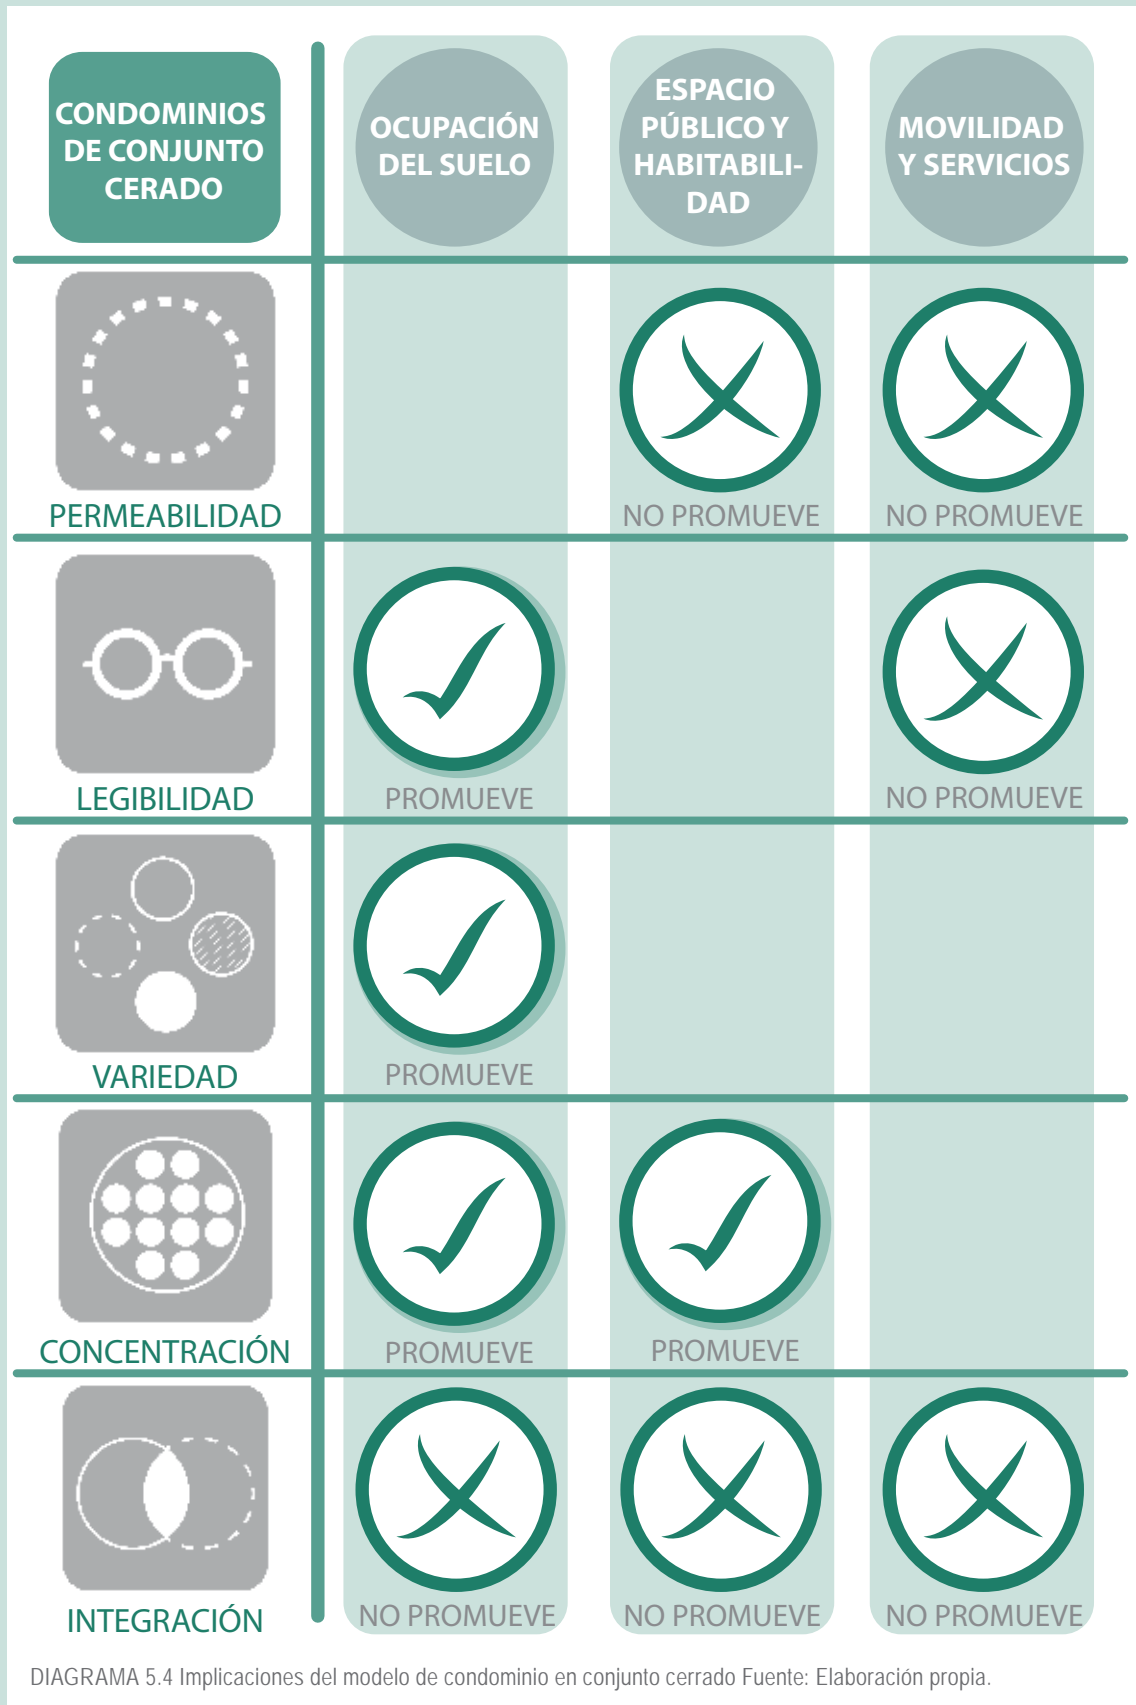 CONDOMINIOS
DE CONJUNTO
CERADO
OCUPACIÓN
DEL SUELO
ESPACIO
PÚBLICO Y
HABITABILI-
DAD
MOVILIDAD
Y SERVICIOS
PERMEABILIDAD
NO PROMUEVE
NO PROMUEVE
LEGIBILIDAD
PROMUEVE
NO PROMUEVE
VARIEDAD
PROMUEVE
CONCENTRACIÓN
PROMUEVE
PROMUEVE
INTEGRACIÓN
NO PROMUEVE
NO PROMUEVE
NO PROMUEVE
DIAGRAMA 5.4 Implicaciones del modelo de condominio en conjunto cerrado Fuente: Elaboración propia.